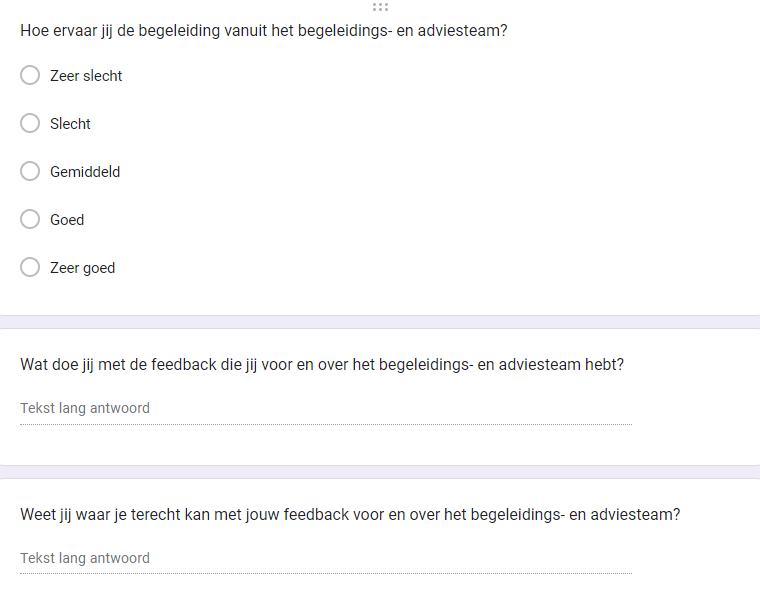 Hoe ervaar jij de begeleiding vanuit het begeleidings- en adviesteam?
Zeer slecht
Slecht
Gemiddeld
Goed
Zeer goed
Wat doe jij met de feedback die jij voor en over het begeleidings- en adviesteam hebt?
Tekst lang antwoord
Weet jij waar je terecht kan met jouw feedback voor en over het begeleidings- en adviesteam?
Tekst lang antwoord